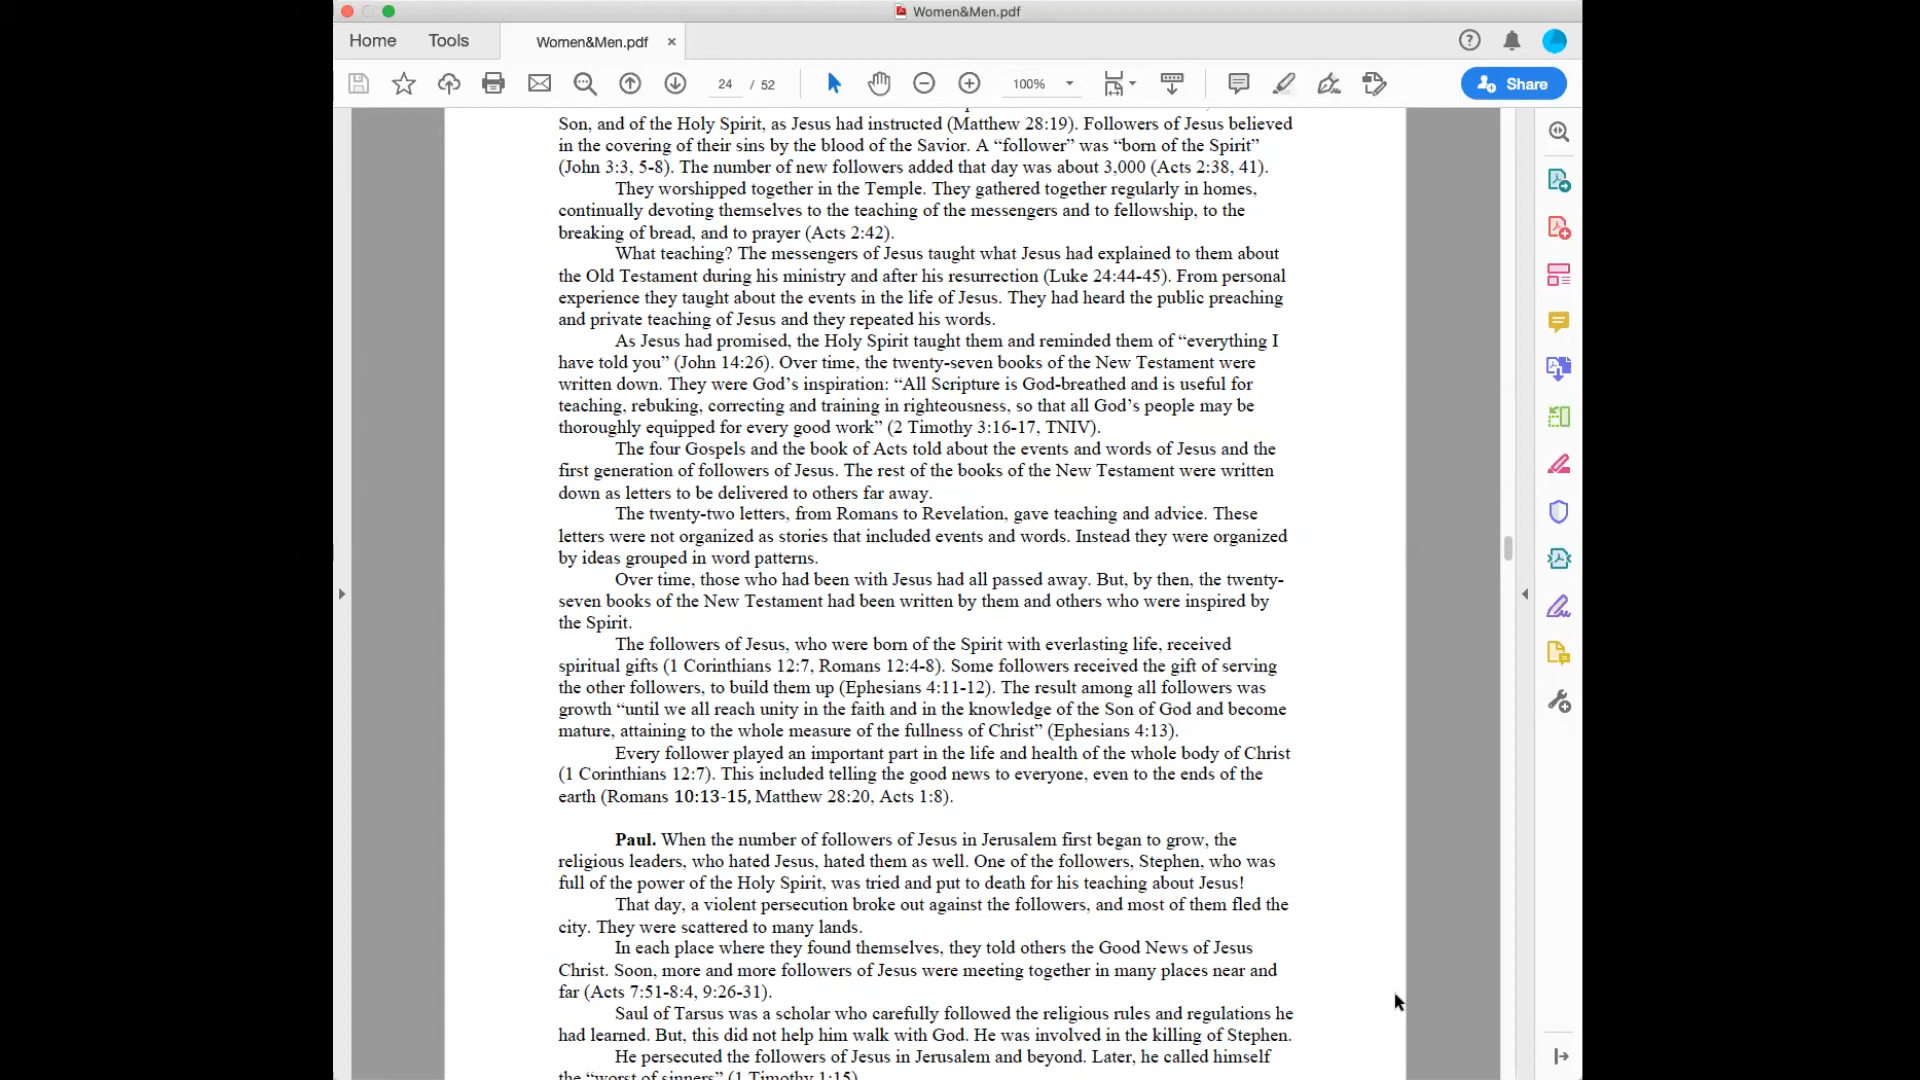 Women&Men.pdf
Home Tools Women&Men.pdf ×
24 / 52 100% Share
Son, and of the Holy Spirit, as Jesus had instructed (Matthew 28:19). Followers of Jesus believed
in the covering of their sins by the blood of the Savior. A “follower” was “born of the Spirit”
(John 3:3, 5-8). The number of new followers added that day was about 3,000 (Acts 2:38, 41).
They worshipped together in the Temple. They gathered together regularly in homes,
continually devoting themselves to the teaching of the messengers and to fellowship, to the
breaking of bread, and to prayer (Acts 2:42).
What teaching? The messengers of Jesus taught what Jesus had explained to them about
the Old Testament during his ministry and after his resurrection (Luke 24:44-45). From personal
experience they taught about the events in the life of Jesus. They had heard the public preaching
and private teaching of Jesus and they repeated his words.
As Jesus had promised, the Holy Spirit taught them and reminded them of “everything I
have told you” (John 14:26). Over time, the twenty-seven books of the New Testament were
written down. They were God’s inspiration: “All Scripture is God-breathed and is useful for
teaching, rebuking, correcting and training in righteousness, so that all God’s people may be
thoroughly equipped for every good work” (2 Timothy 3:16-17, TNIV).
The four Gospels and the book of Acts told about the events and words of Jesus and the
first generation of followers of Jesus. The rest of the books of the New Testament were written
down as letters to be delivered to others far away.
The twenty-two letters, from Romans to Revelation, gave teaching and advice. These
letters were not organized as stories that included events and words. Instead they were organized
by ideas grouped in word patterns.
Over time, those who had been with Jesus had all passed away. But, by then, the twenty-
seven books of the New Testament had been written by them and others who were inspired by
the Spirit.
The followers of Jesus, who were born of the Spirit with everlasting life, received
spiritual gifts (1 Corinthians 12:7, Romans 12:4-8). Some followers received the gift of serving
the other followers, to build them up (Ephesians 4:11-12). The result among all followers was
growth “until we all reach unity in the faith and in the knowledge of the Son of God and become
mature, attaining to the whole measure of the fullness of Christ” (Ephesians 4:13).
Every follower played an important part in the life and health of the whole body of Christ
(1 Corinthians 12:7). This included telling the good news to everyone, even to the ends of the
earth (Romans 10:13-15, Matthew 28:20, Acts 1:8).
Paul. When the number of followers of Jesus in Jerusalem first began to grow, the
religious leaders, who hated Jesus, hated them as well. One of the followers, Stephen, who was
full of the power of the Holy Spirit, was tried and put to death for his teaching about Jesus!
That day, a violent persecution broke out against the followers, and most of them fled the
city. They were scattered to many lands.
In each place where they found themselves, they told others the Good News of Jesus
Christ. Soon, more and more followers of Jesus were meeting together in many places near and
far (Acts 7:51-8:4, 9:26-31).
Saul of Tarsus was a scholar who carefully followed the religious rules and regulations he
had learned. But, this did not help him walk with God. He was involved in the killing of Stephen.
He persecuted the followers of Jesus in Jerusalem and beyond. Later, he called himself
the “worst of sinners” (1 Timothy 1:15).